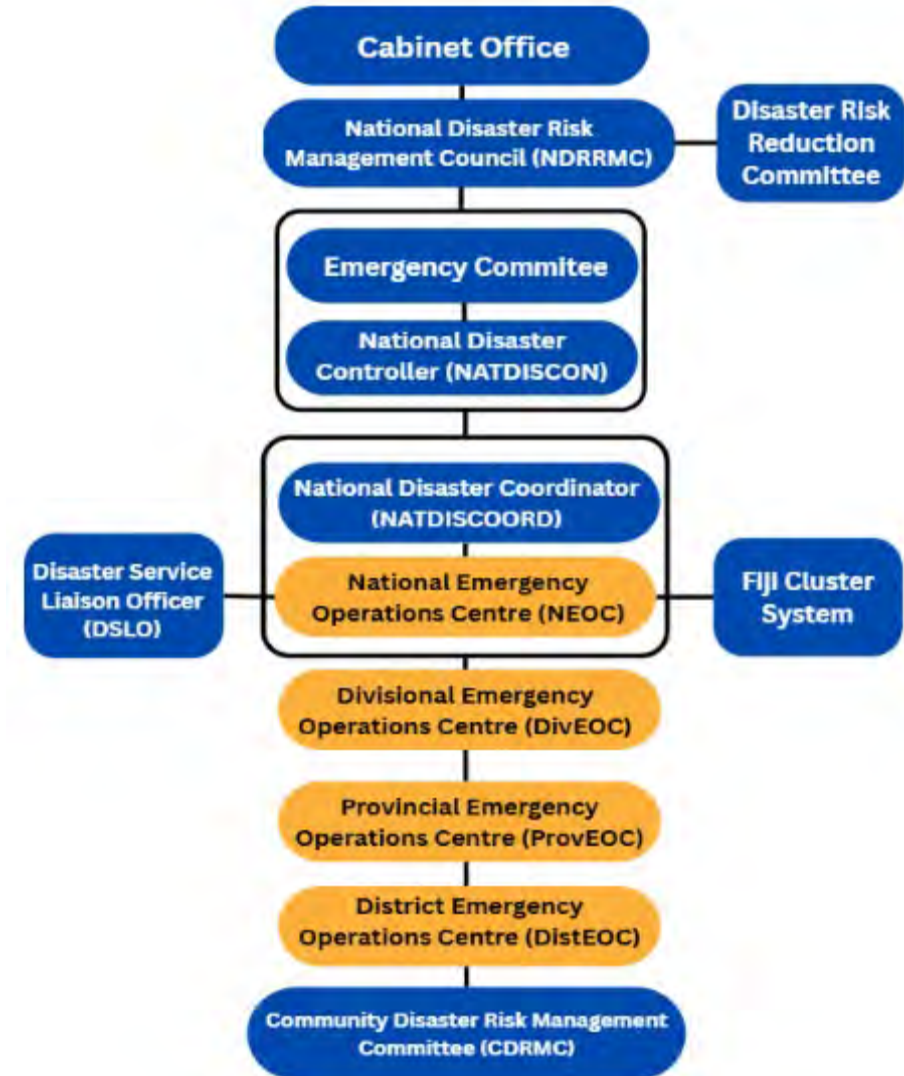 Cabinet Office
National Disaster Risk
Management Council (NDRRMC)
Disaster Risk
Reduction
Committee
Emergency Commitee
National Disaster
Controller (NATDISCON)
National Disaster Coordinator
(NATDISCOORD)
Disaster Service
Liaison Officer
(DSLO)
National Emergency
Operations Centre (NEOC)
Fiji Cluster
System
Divisional Emergency
Operations Centre (DivEOC)
Provincial Emergency
Operations Centre (ProvEOC)
District Emergency
Operations Centre (DistEOC)
Community Disaster Risk Management
Committee (CDRMC)